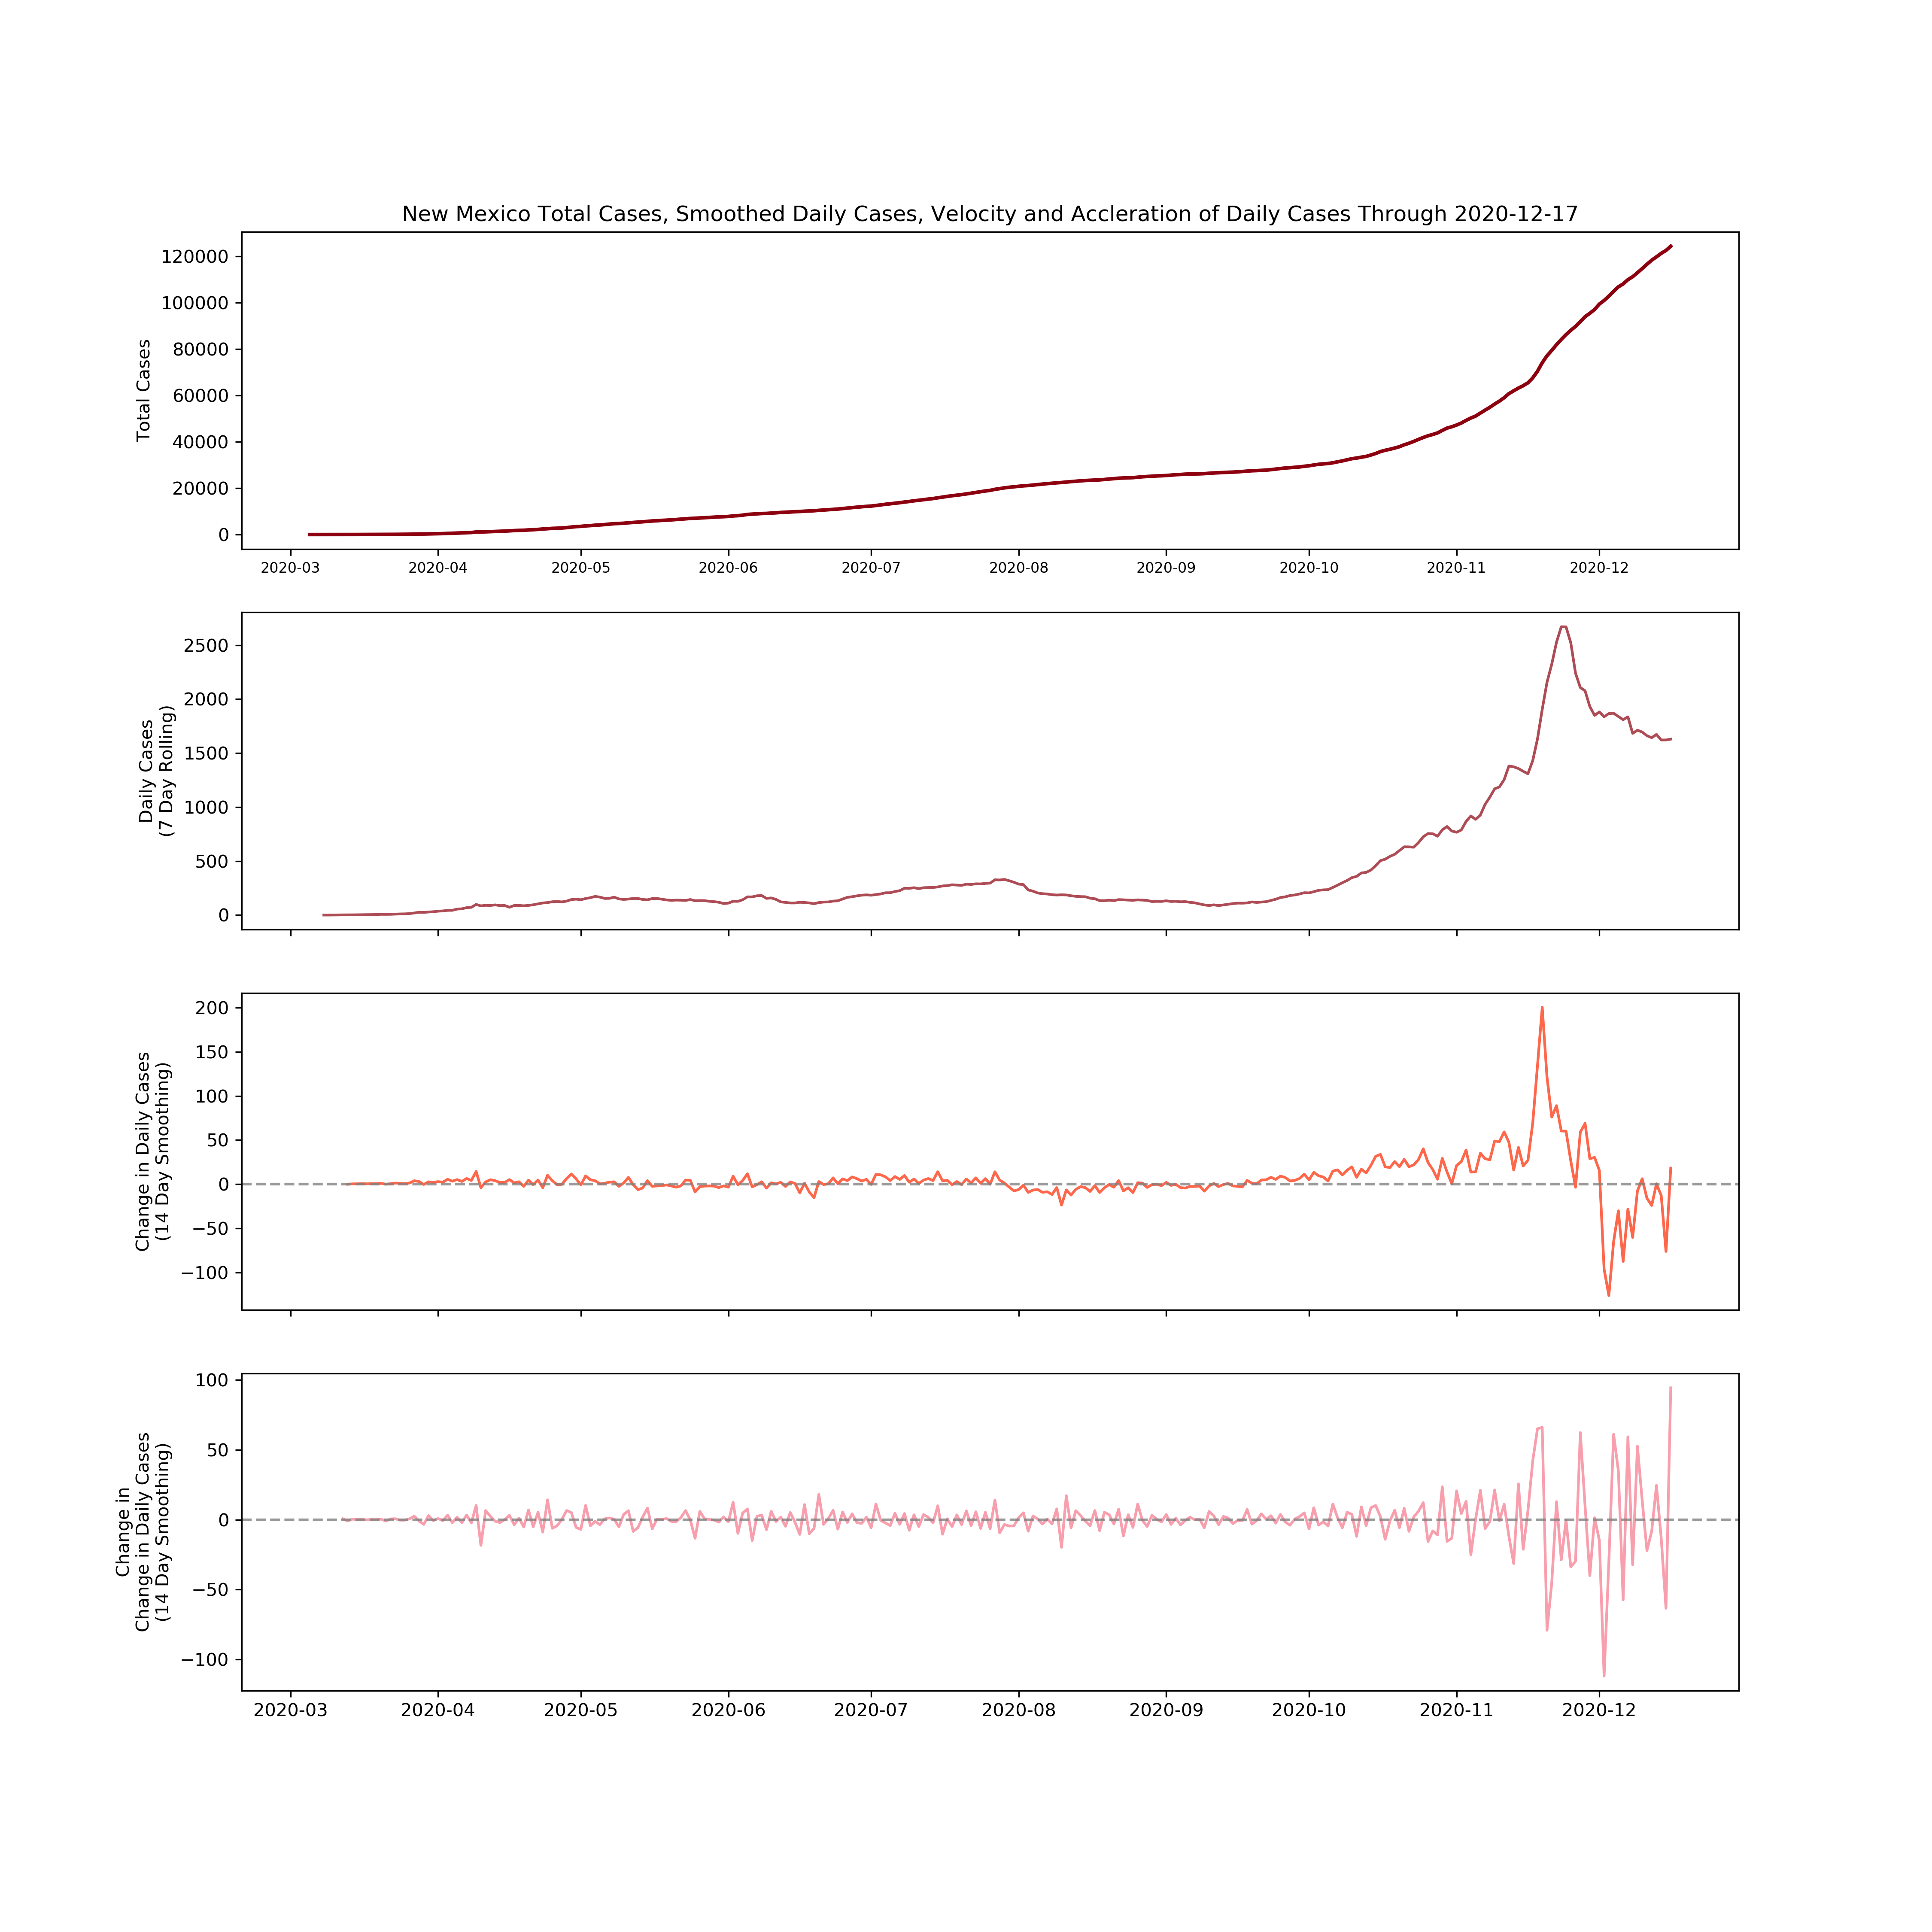 New Mexico Total Cases, Smoothed Daily Cases, Velocity and Accleration of Daily Cases Through 2020-12-17
Total Cases
120000
100000
80000
60000
40000
20000
0
2020-03 2020-04 2020-05 2020-06 2020-07 2020-08 2020-09 2020-10 2020-11 2020-12
Daily Cases
(7 Day Rolling)
2500
2000
1500
1000
500
0
Change in Daily Cases
(14 Day Smoothing)
200
150
100
50
0
−50
−100
Change in
Change in Daily Cases
(14 Day Smoothing)
100
50
0
−50
−100
2020-03 2020-04 2020-05 2020-06 2020-07 2020-08 2020-09 2020-10 2020-11 2020-12